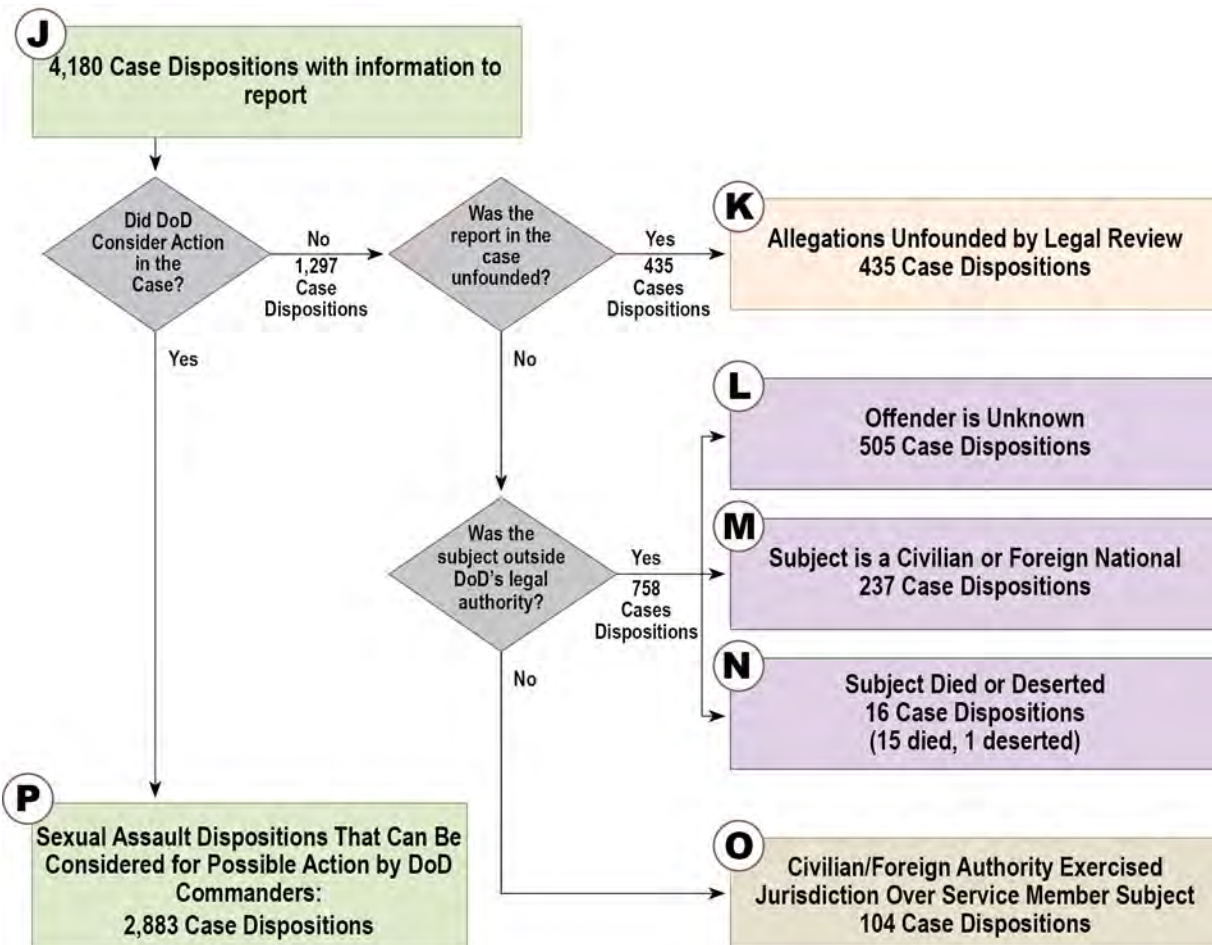 J
4,180 Case Dispositions with information to
report
Did DoD
Consider Action
in the
Case?
No
1,297
Case
Dispositions
Was the
report in the
case
unfounded?
Yes
435
Cases
Dispositions
K
Allegations Unfounded by Legal Review
435 Case Dispositions
Yes
No
L
Offender is Unknown
505 Case Dispositions
Was the
subject outside
DoD's legal
authority?
Yes
758
Cases
Dispositions
M
Subject is a Civilian or Foreign National
237 Case Dispositions
No
N
Subject Died or Deserted
16 Case Dispositions
(15 died, 1 deserted)
P
Sexual Assault Dispositions That Can Be
Considered for Possible Action by DoD
Commanders:
2,883 Case Dispositions
O
Civilian/Foreign Authority Exercised
Jurisdiction Over Service Member Subject
104 Case Dispositions